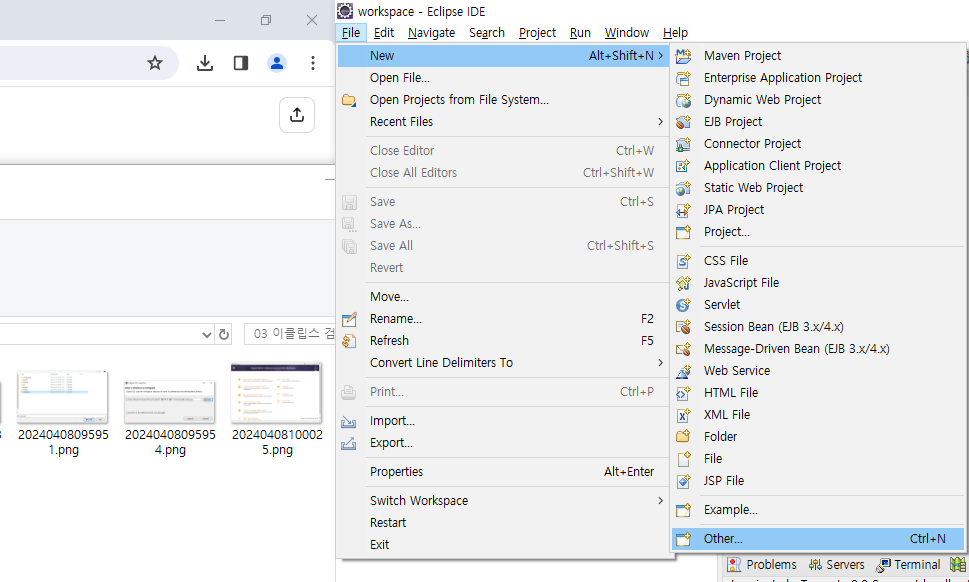 workspace - Eclipse IDE
File Edit Navigate Search Project Run Window Help
New Alt+Shift+N
Open File...
Open Projects from File System...
Recent Files
Close Editor Ctrl+W
Close All Editors Ctrl+Shift+W
Save Ctrl+S
Save As...
Save All Ctrl+Shift+S
Revert
Move...
Rename... F2
Refresh F5
Convert Line Delimiters To
Print... Ctrl+P
Import...
Export...
Properties Alt+Enter
Switch Workspace
Restart
Exit
Maven Project
Enterprise Application Project
Dynamic Web Project
EJB Project
Connector Project
Application Client Project
Static Web Project
JPA Project
Project...
CSS File
JavaScript File
Servlet
Session Bean (EJB 3.x/4.x)
Message-Driven Bean (EJB 3.x/4.x)
Web Service
HTML File
XML File
Folder
File
JSP File
Example...
Other... Ctrl+N
03 이클립스 검
2024040809595
1.png
2024040809595
4.png
2024040810002
5.png
Problems Servers Terminal